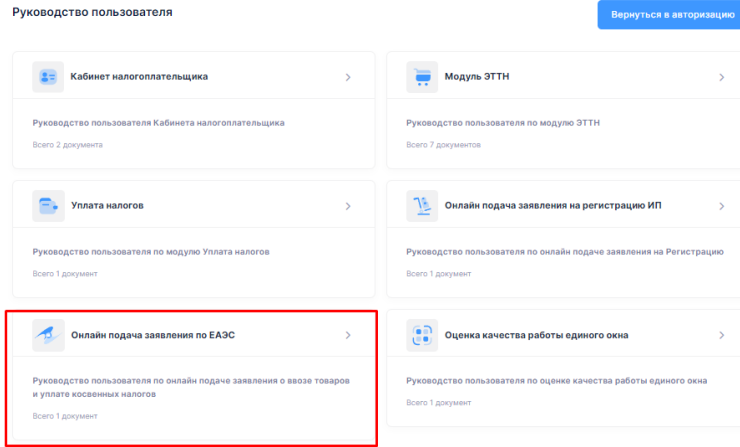 Руководство пользователя
Вернуться в авторизацию
Кабинет налогоплательщика
Руководство пользователя Кабинета налогоплательщика
Всего 2 документа
Модуль ЭТТН
Руководство пользователя по модулю ЭТТН
Всего 7 документов
Уплата налогов
Руководство пользователя по модулю Уплата налогов
Всего 1 документ
Онлайн подача заявления на регистрацию ИП
Руководство пользователя по онлайн подаче заявления на Регистрацию
Всего 1 документ
Онлайн подача заявления по ЕАЭС
Руководство пользователя по онлайн подаче заявления о ввозе товаров
и уплате косвенных налогов
Всего 1 документ
Оценка качества работы единого окна
Руководство пользователя по оценке качества работы единого окна
Всего 1 документ